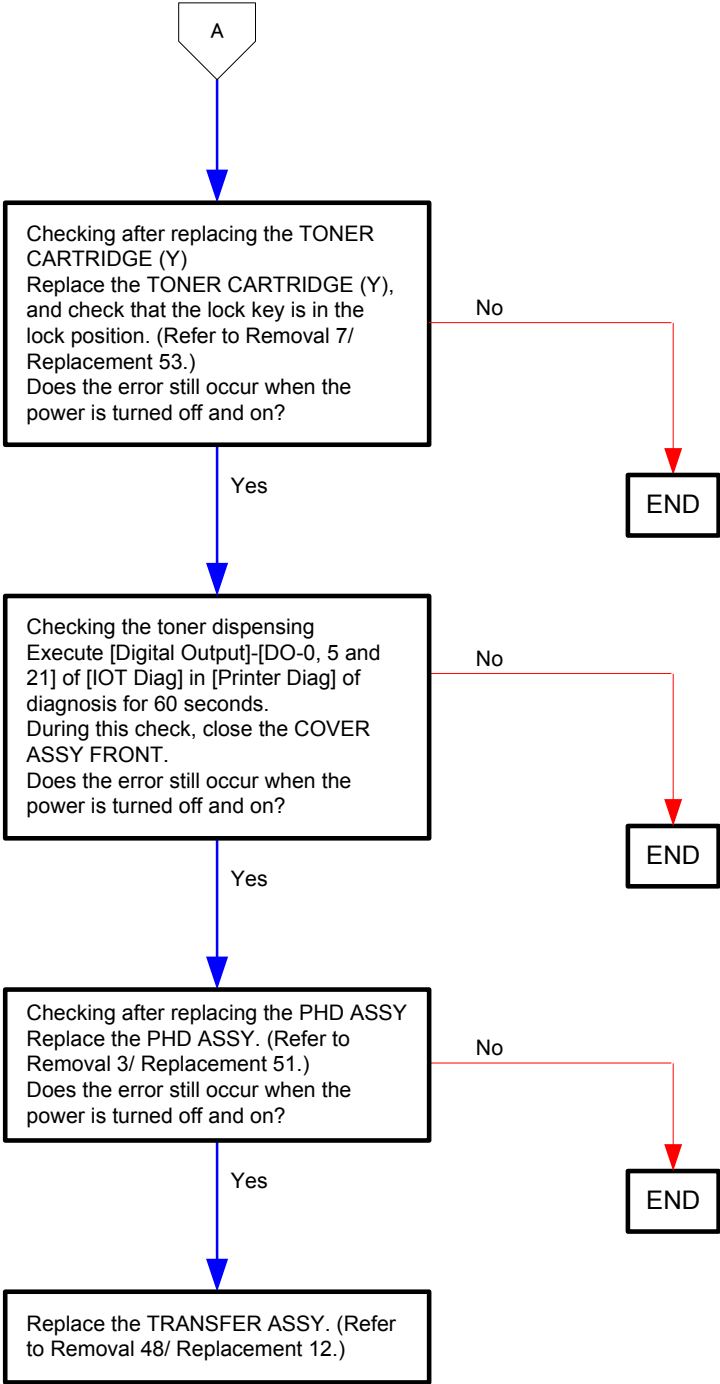 A
Checking after replacing the TONER
CARTRIDGE (Y)
Replace the TONER CARTRIDGE (Y),
and check that the lock key is in the
lock position. (Refer to Removal 7/
Replacement 53.)
Does the error still occur when the
power is turned off and on?
No
END
Yes
Checking the toner dispensing
Execute [Digital Output]-[DO-0, 5 and
21] of [IOT Diag] in [Printer Diag] of
diagnosis for 60 seconds.
During this check, close the COVER
ASSY FRONT.
Does the error still occur when the
power is turned off and on?
No
END
Yes
Checking after replacing the PHD ASSY
Replace the PHD ASSY. (Refer to
Removal 3/ Replacement 51.)
Does the error still occur when the
power is turned off and on?
No
END
Yes
Replace the TRANSFER ASSY. (Refer
to Removal 48/ Replacement 12.)